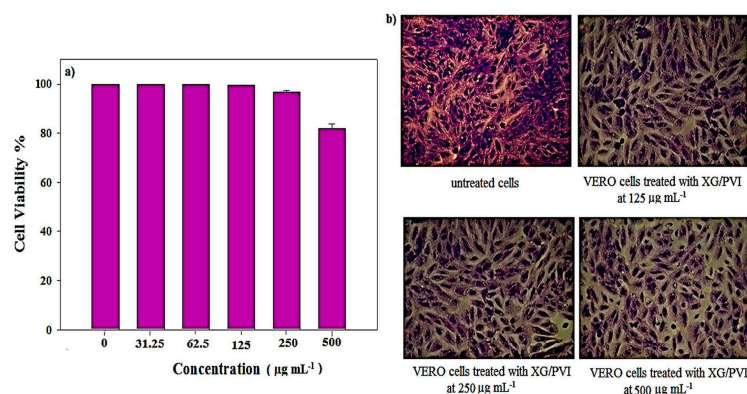 a)
Cell Viability %
100
80
60
40
20
0
0 31.25 62.5 125 250 500
Concentration ( µg mL-1 )
b)
untreated cells
VERO cells treated with XG/PVI
at 125 µg mL-1
VERO cells treated with XG/PVI
at 250 µg mL-1
VERO cells treated with XG/PVI
at 500 µg mL-1